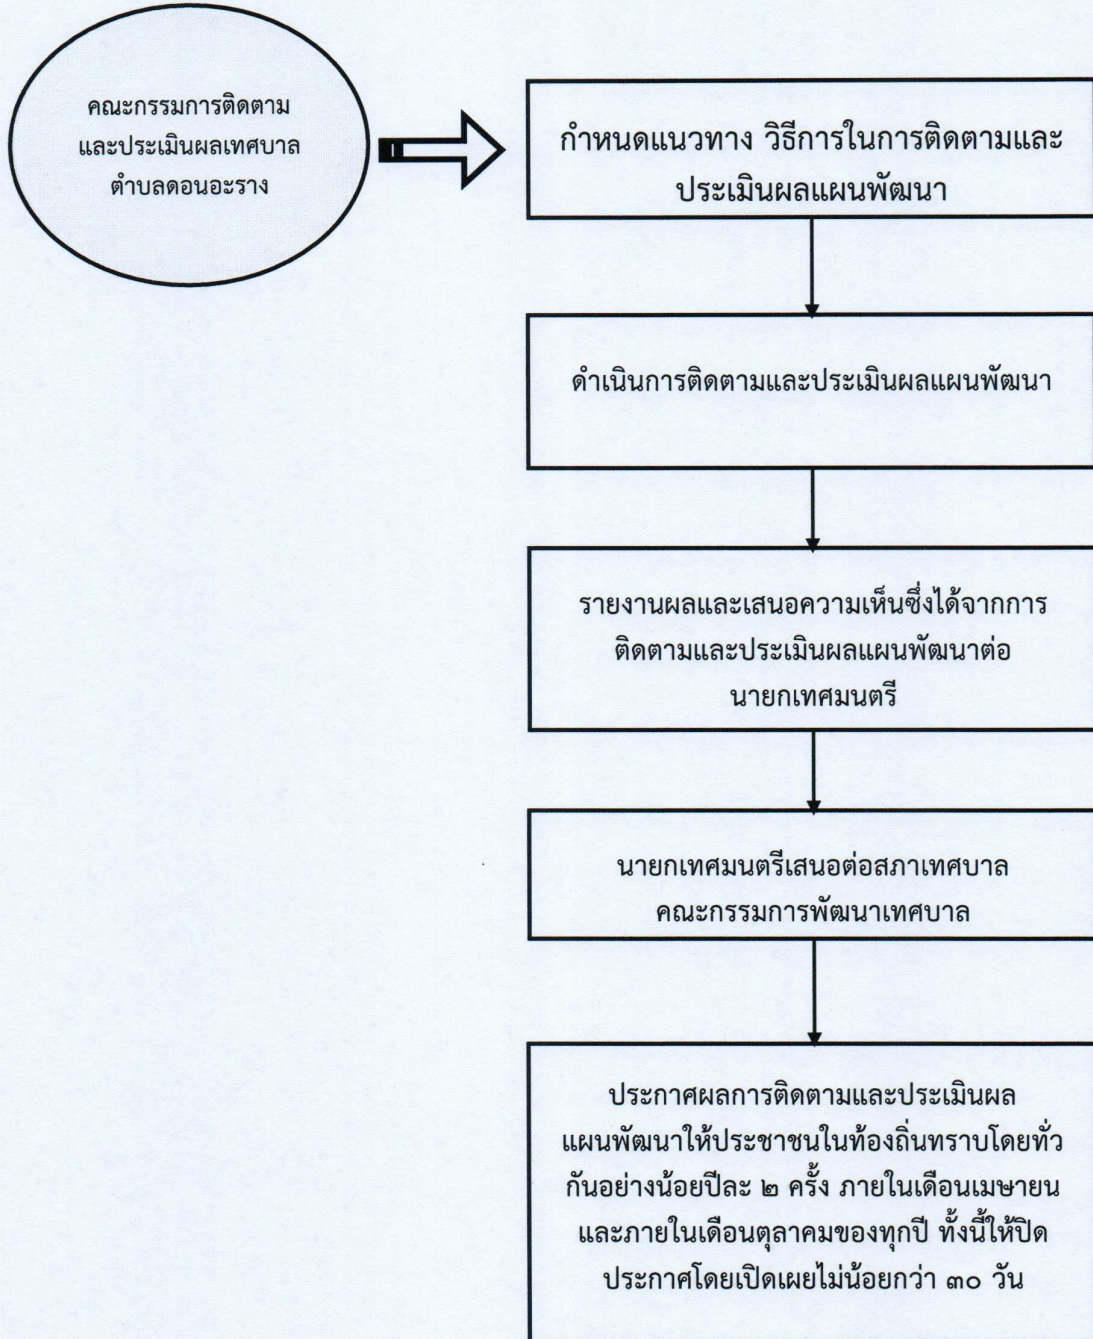 คณะกรรมการติดตาม
และประเมินผลเทศบาล
ตำบลดอนอะราง
กำหนดแนวทาง วิธีการในการติดตามและ
ประเมินผลแผนพัฒนา
ดำเนินการติดตามและประเมินผลแผนพัฒนา
รายงานผลและเสนอความเห็นซึ่งได้จากการ
ติดตามและประเมินผลแผนพัฒนาต่อ
นายกเทศมนตรี
นายกเทศมนตรีเสนอต่อสภาเทศบาล
คณะกรรมการพัฒนาเทศบาล
ประกาศผลการติดตามและประเมินผล
แผนพัฒนาให้ประชาชนในท้องถิ่นทราบโดยทั่ว
กันอย่างน้อยปีละ ๒ ครั้ง ภายในเดือนเมษายน
และภายในเดือนตุลาคมของทุกปี ทั้งนี้ให้ปิด
ประกาศโดยเปิดเผยไม่น้อยกว่า ๓๐ วัน